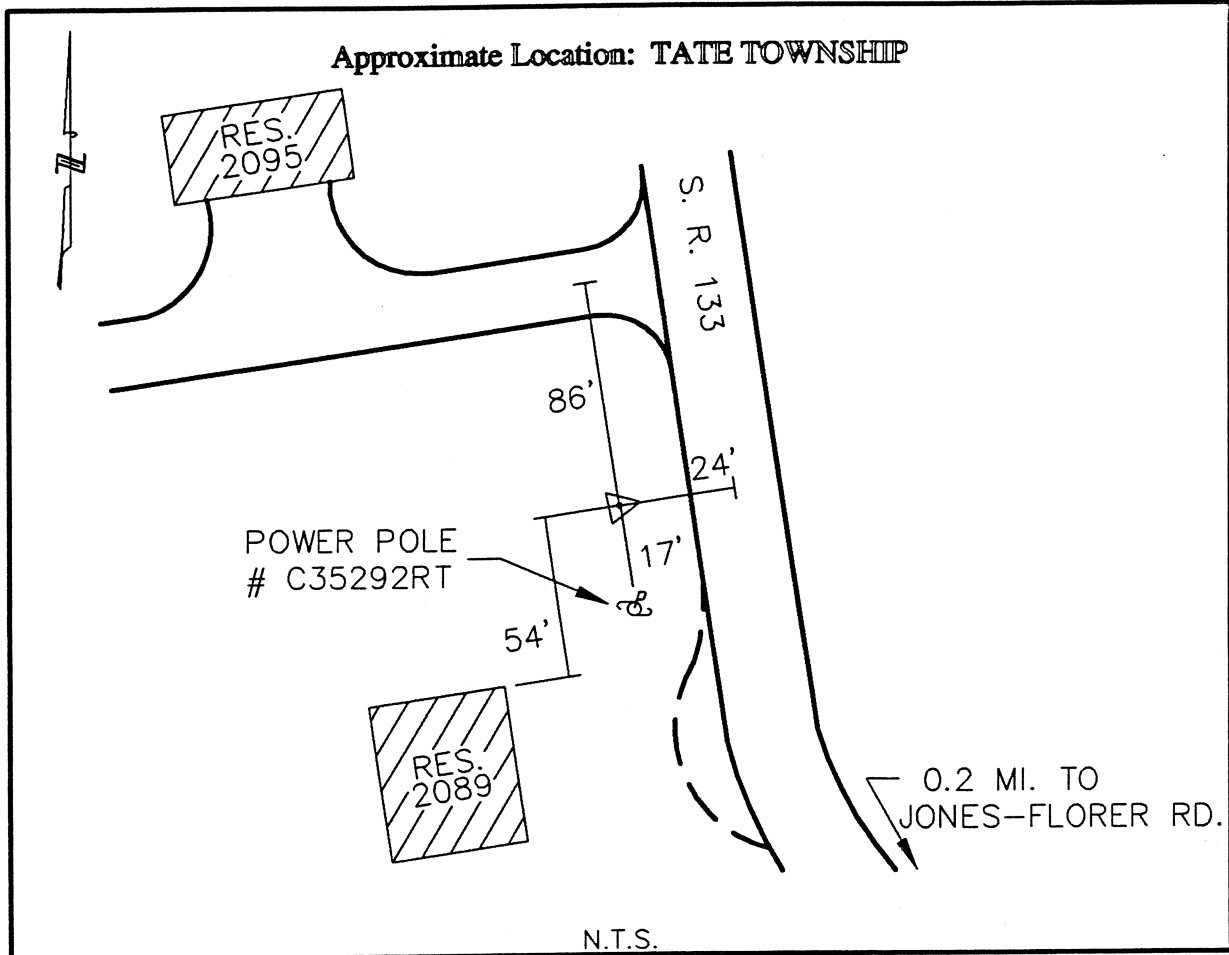 Approximate Location: TATE TOWNSHIP
N
RES.
2095
S. R. 133
86'
24'
17'
POWER POLE
# C35292RT
54'
RES.
2089
0.2 MI. TO
JONES-FLORER RD.
N.T.S.